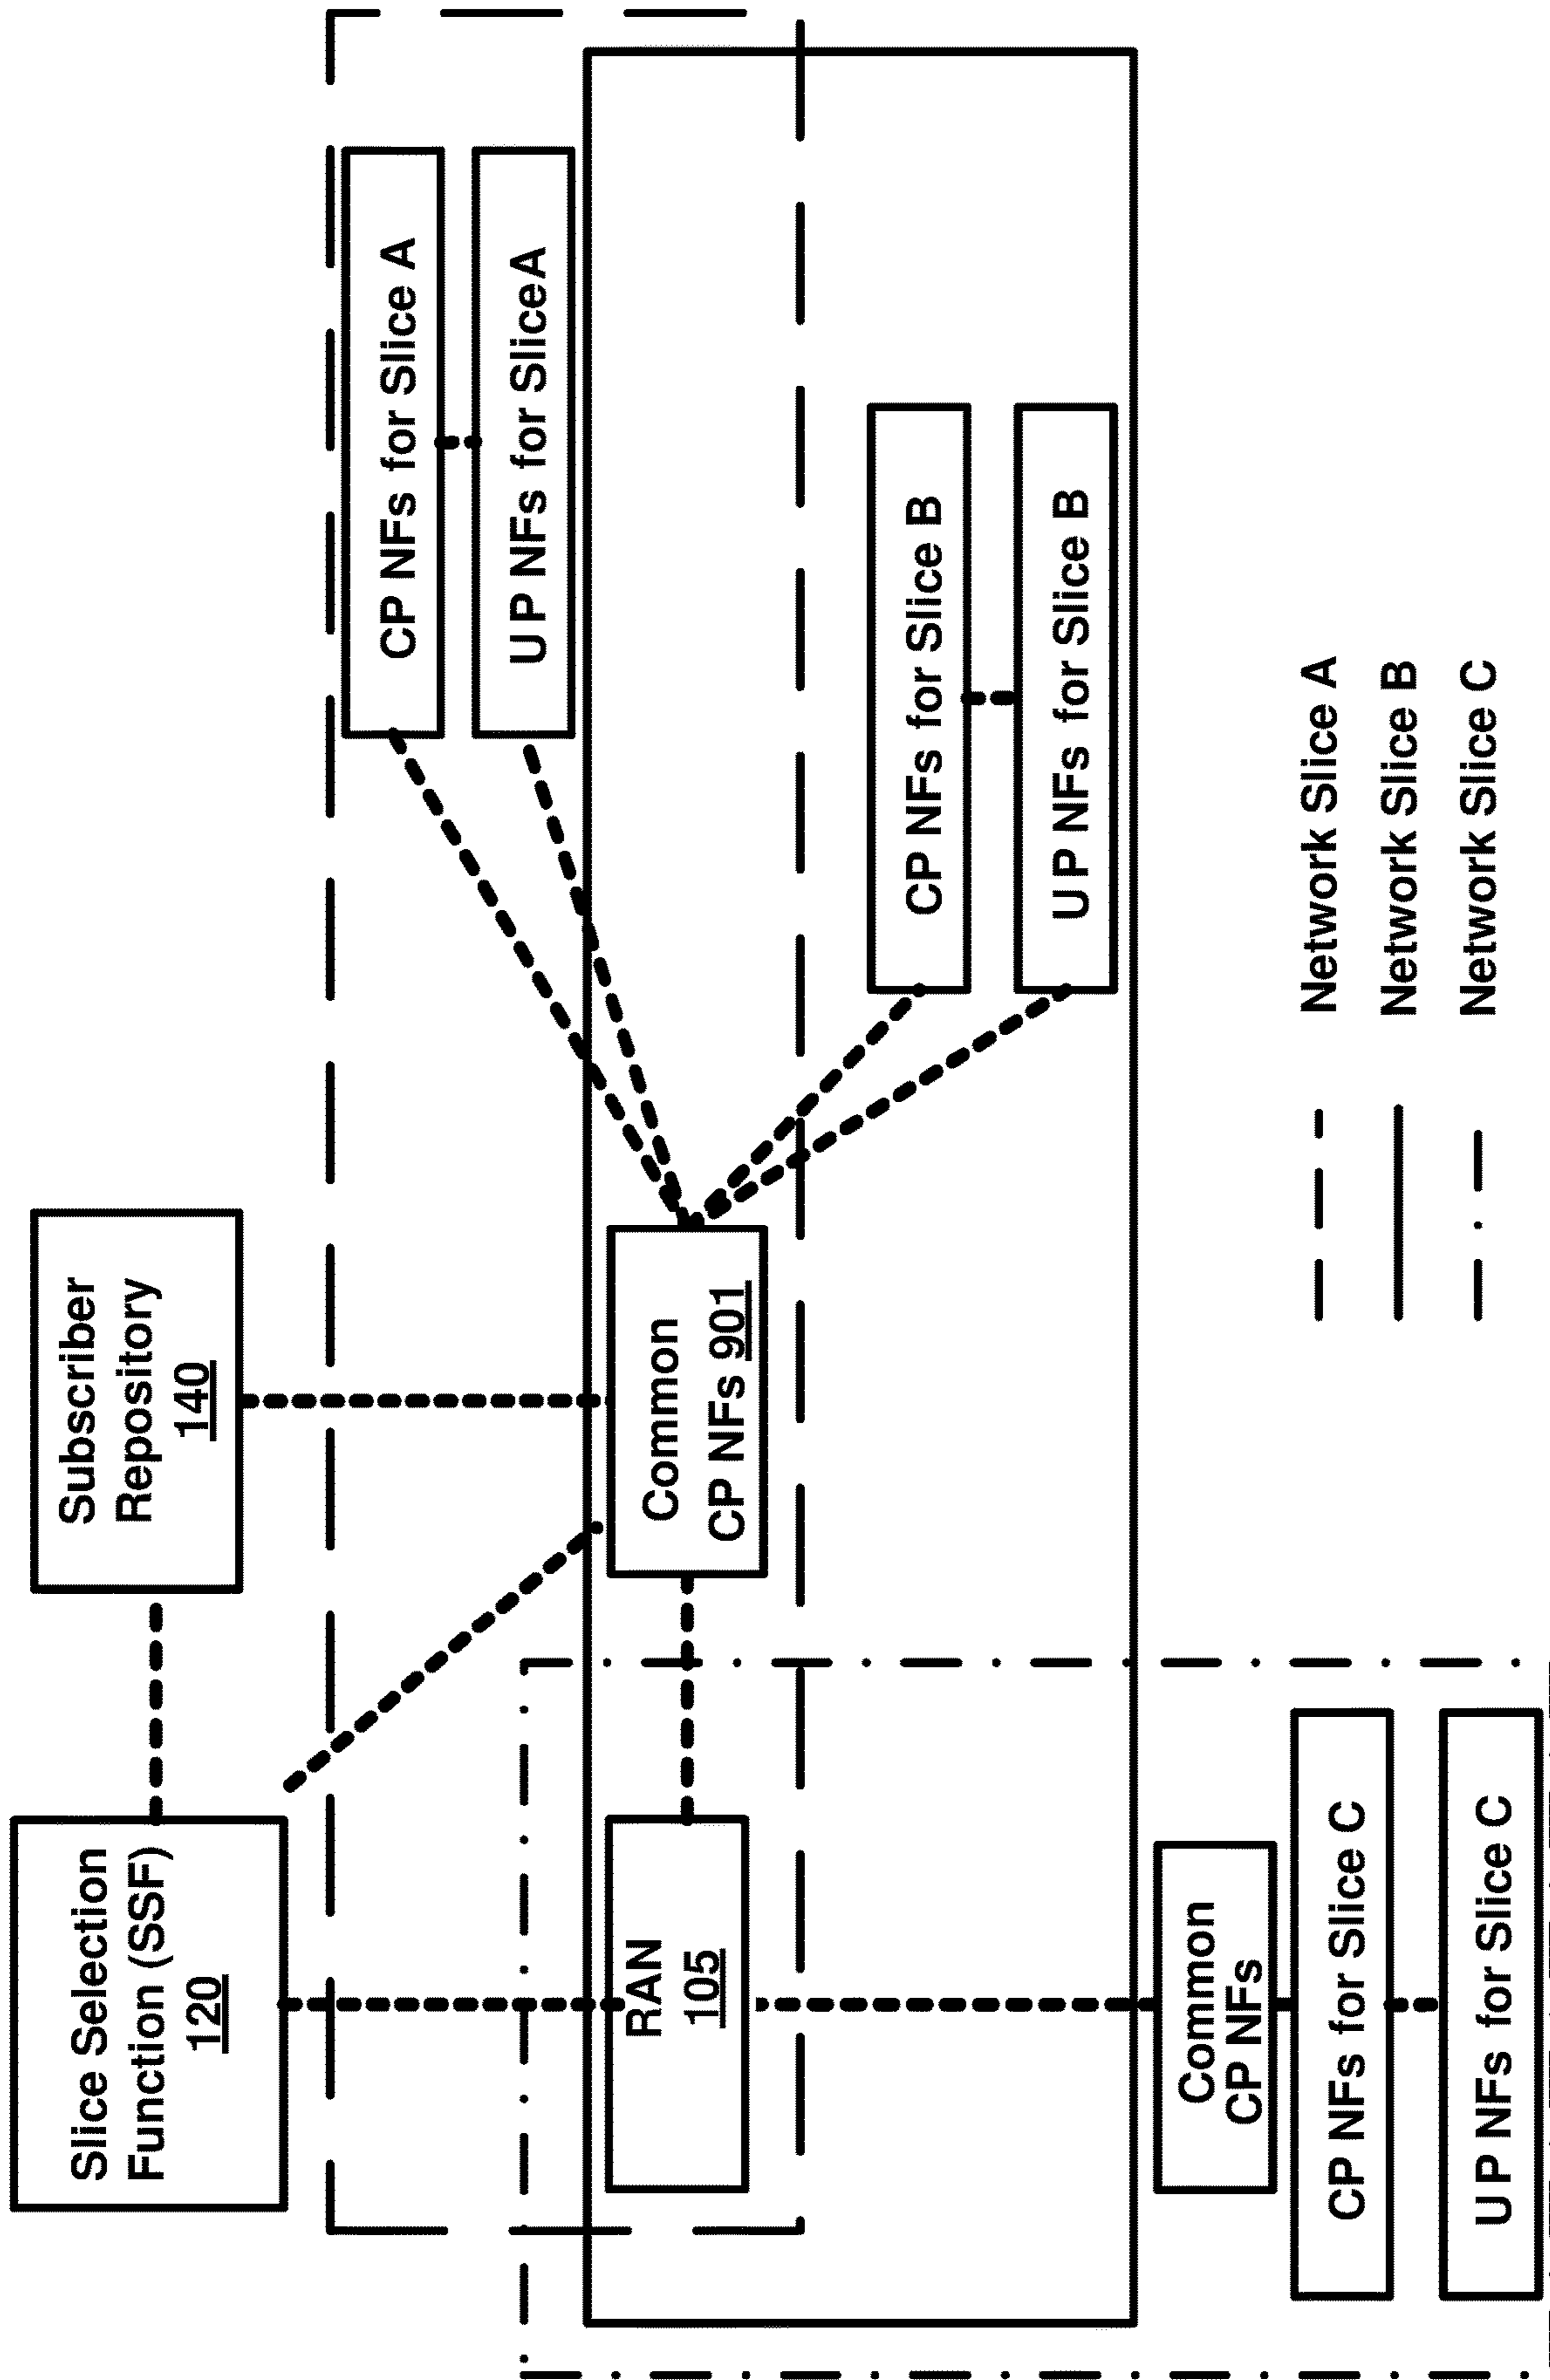 Slice Selection
Function (SSF)
120
Subscriber
Repository
140
RAN
105
Common
CP NFs 901
CP NFs for Slice A
UP NFs for Slice A
CP NFs for Slice B
UP NFs for Slice B
Common
CP NFs
CP NFs for Slice C
UP NFs for Slice C
Network Slice A
Network Slice B
Network Slice C